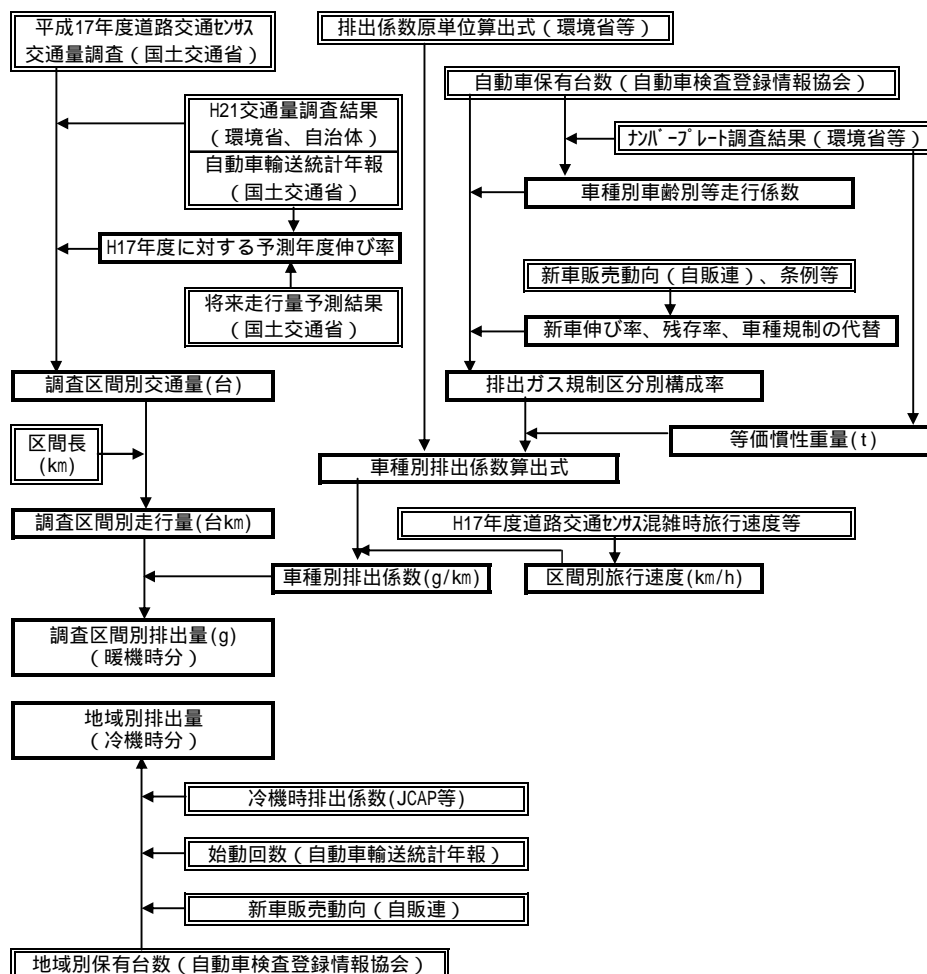 平成17年度道路交通ｾﾝｻｽ
交通量調査（国土交通省）
排出係数原単位算出式（環境省等）
自動車保有台数（自動車検査登録情報協会）
H21交通量調査結果
（環境省、自治体）
自動車輸送統計年報
（国土交通省）
ﾅﾝﾊﾞｰﾌﾟﾚｰﾄ調査結果（環境省等）
車種別車齢別等走行係数
H17年度に対する予測年度伸び率
将来走行量予測結果
（国土交通省）
新車販売動向（自販連）、条例等
新車伸び率、残存率、車種規制の代替
調査区間別交通量(台)
排出ガス規制区分別構成率
区間長
(km)
等価慣性重量(t)
車種別排出係数算出式
調査区間別走行量(台km)
H17年度道路交通ｾﾝｻｽ混雑時旅行速度等
車種別排出係数(g/km)
区間別旅行速度(km/h)
調査区間別排出量(g)
（暖機時分）
地域別排出量
（冷機時分）
冷機時排出係数(JCAP等)
始動回数（自動車輸送統計年報）
新車販売動向（自販連）
地域別保有台数（自動車検査登録情報協会）